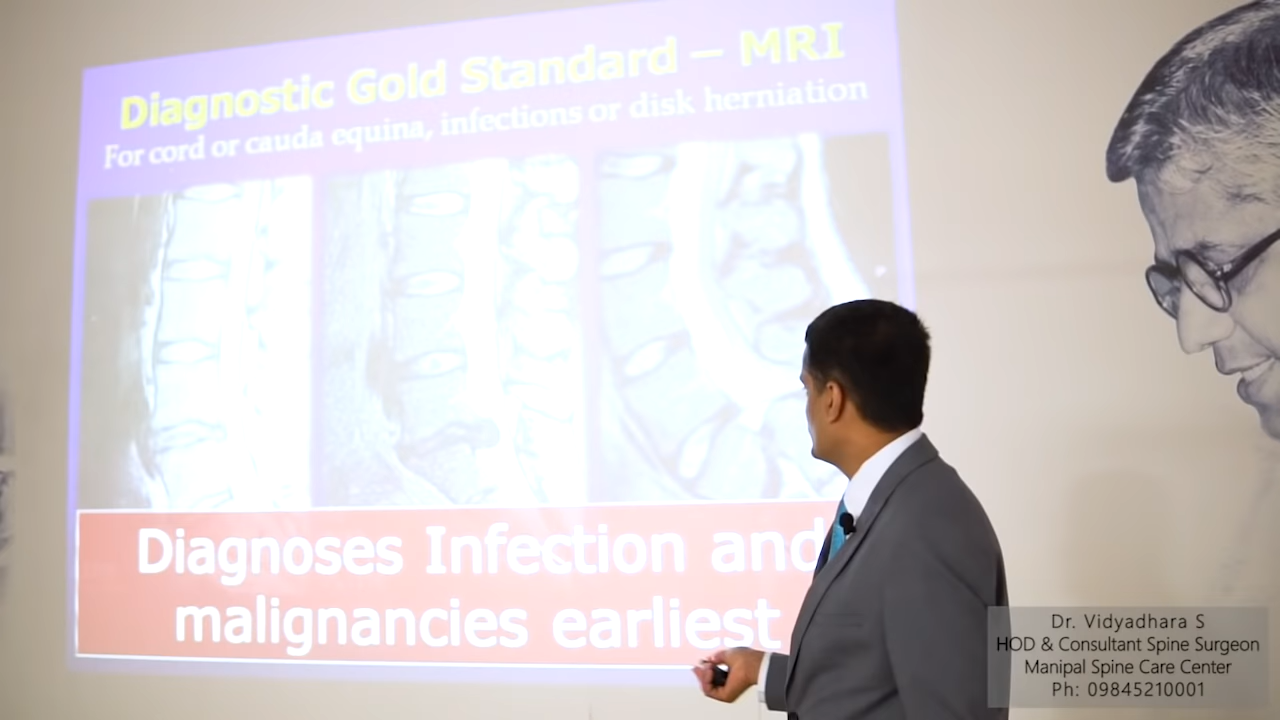 Diagnostic Gold Standard – MRI
For cord or cauda equina, infections or disk herniation
Diagnoses Infection and
malignancies earliest
Dr. Vidyadhara S
HOD & Consultant Spine Surgeon
Manipal Spine Care Center
Ph: 09845210001